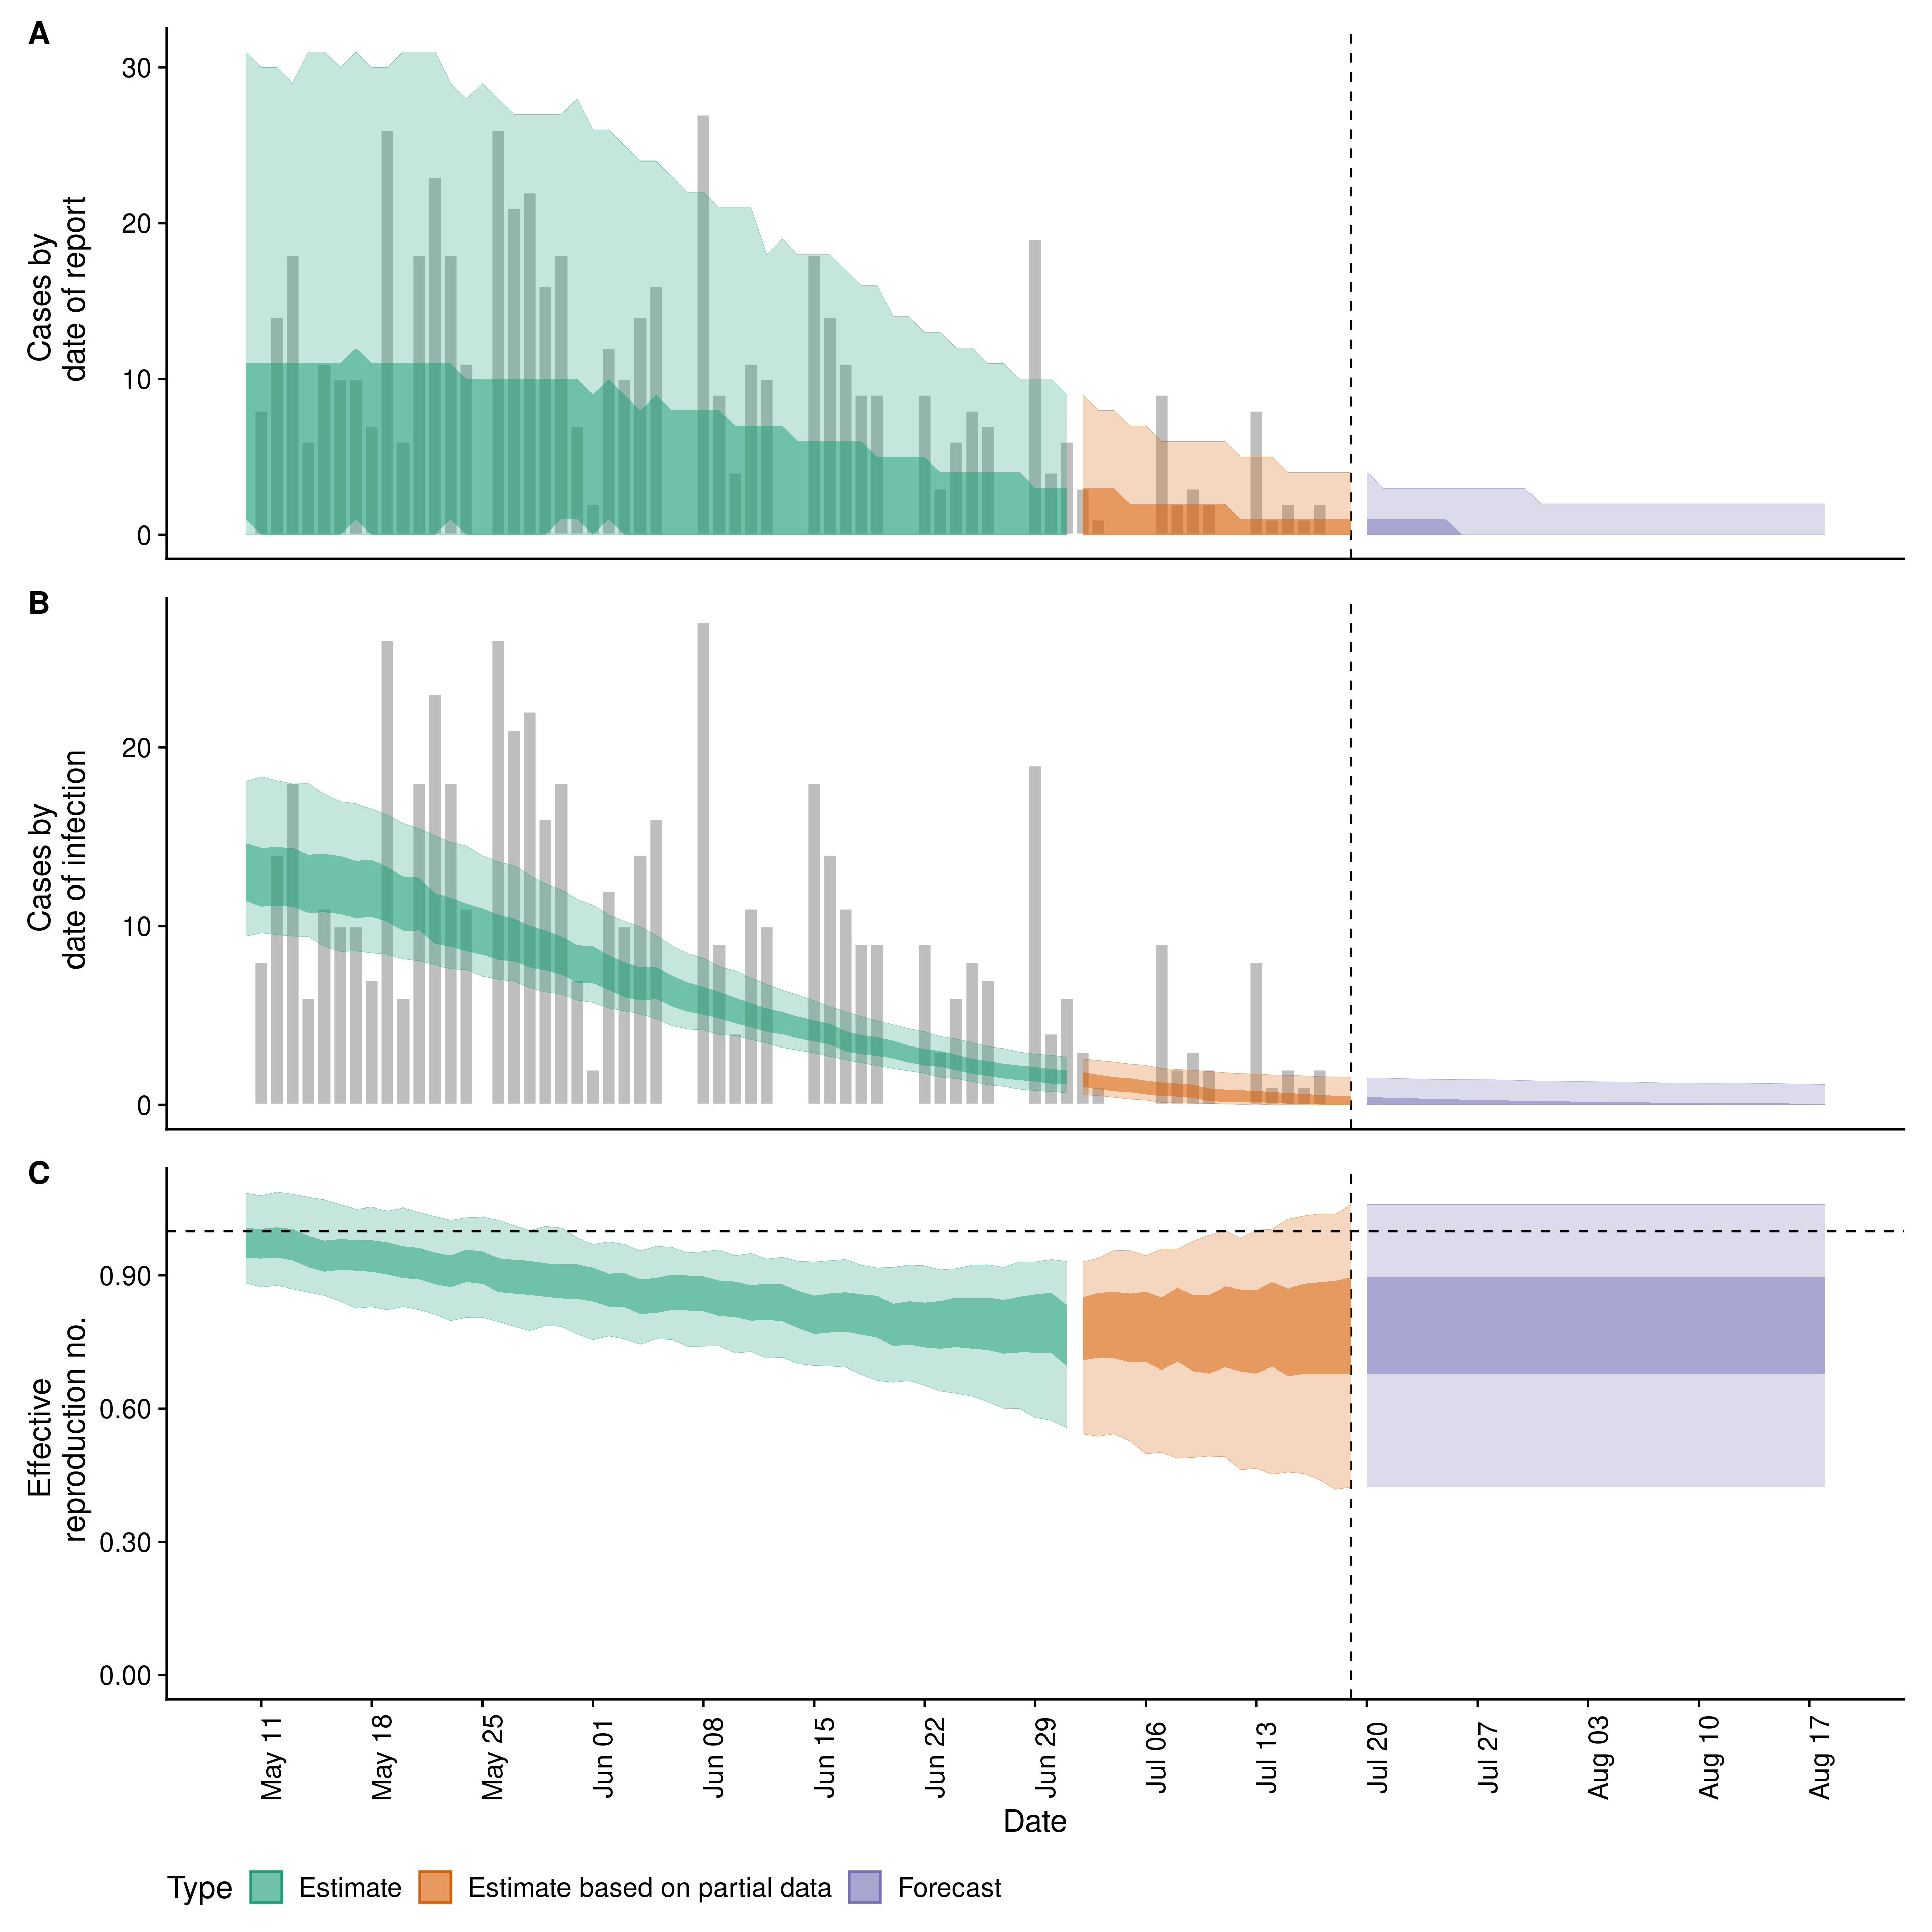 A
Cases by
date of report
30
20
10
0
B
Cases by
date of infection
20
10
0
C
Effective
reproduction no.
0.90
0.60
0.30
0.00
May 11
May 18
May 25
Jun 01
Jun 08
Jun 15
Jun 22
Jun 29
Jul 06
Jul 13
Jul 20
Jul 27
Aug 03
Aug 10
Aug 17
Date
Type Estimate Estimate based on partial data Forecast